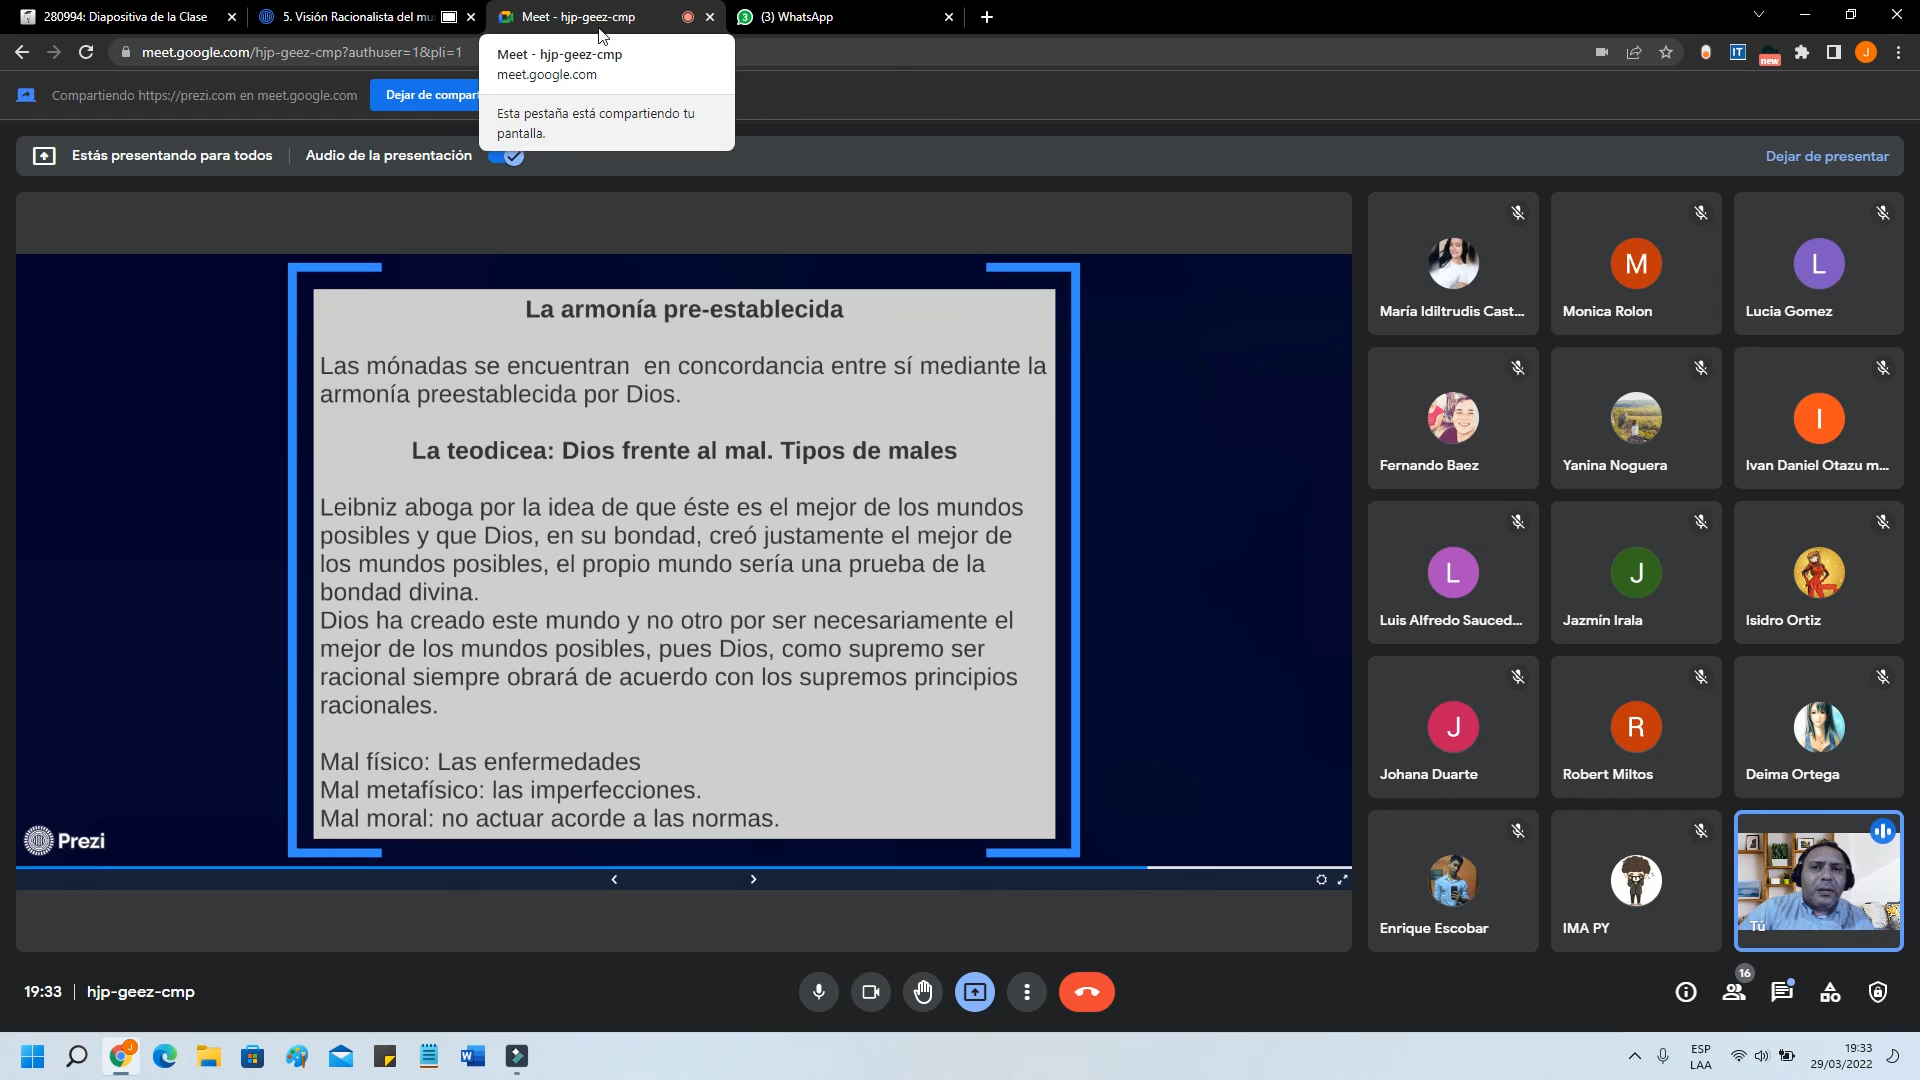 280994: Diapositiva de la Clase
5. Visión Racionalista del mu
Meet - hjp-geez-cmp
(3) WhatsApp
meet.google.com/hjp-geez-cmp?authuser=1&pli=1
new
J
Meet - hjp-geez-cmp
meet.google.com
Esta pestaña está compartiendo tu
pantalla.
Compartiendo https://prezi.com en meet.google.com
Dejar de compart
Estás presentando para todos
Audio de la presentación
Dejar de presentar
La armonía pre-establecida
Las mónadas se encuentran en concordancia entre sí mediante la
armonía preestablecida por Dios.
La teodicea: Dios frente al mal. Tipos de males
Leibniz aboga por la idea de que éste es el mejor de los mundos
posibles y que Dios, en su bondad, creó justamente el mejor de
los mundos posibles, el propio mundo sería una prueba de la
bondad divina.
Dios ha creado este mundo y no otro por ser necesariamente el
mejor de los mundos posibles, pues Dios, como supremo ser
racional siempre obrará de acuerdo con los supremos principios
racionales.
Mal físico: Las enfermedades
Mal metafísico: las imperfecciones.
Mal moral: no actuar acorde a las normas.
Prezi
María Idiltrudis Cast...
M
Monica Rolon
L
Lucia Gomez
Fernando Baez
Yanina Noguera
I
Ivan Daniel Otazu m...
L
Luis Alfredo Sauced...
J
Jazmín Irala
Isidro Ortiz
J
Johana Duarte
R
Robert Miltos
Deima Ortega
Enrique Escobar
IMA PY
Tú
19:33 | hjp-geez-cmp
16
ESP
LAA
19:33
29/03/2022